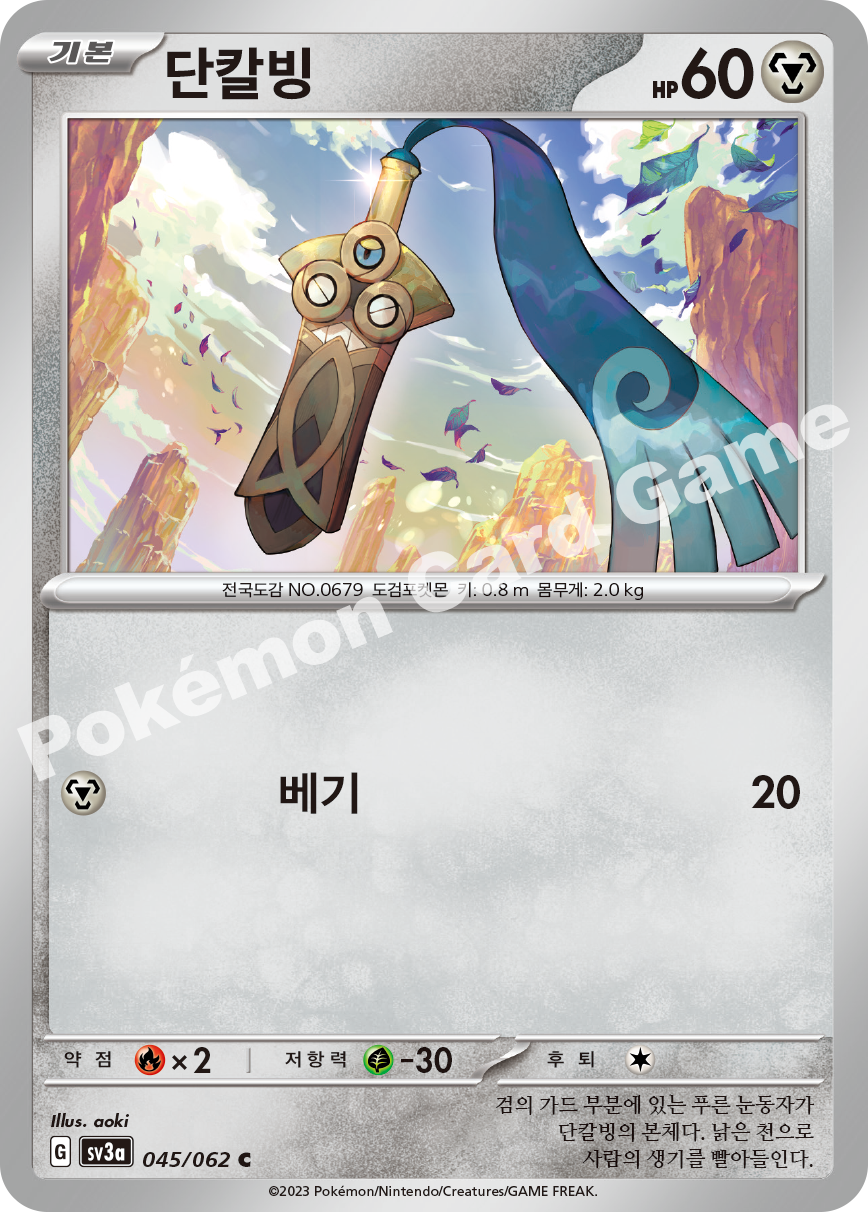 기본
단칼빙
HP60
전국도감 NO.0679 도검포켓몬 키: 0.8 m 몸무게: 2.0 kg
Pokémon Card Game
베기 20
약점 ×2 저항력 -30 후퇴
검의 가드 부분에 있는 푸른 눈동자가
단칼빙의 본체다. 낡은 천으로
사람의 생기를 빨아들인다.
Illus. aoki
G sv3a 045/062 C
©2023 Pokémon/Nintendo/Creatures/GAME FREAK.